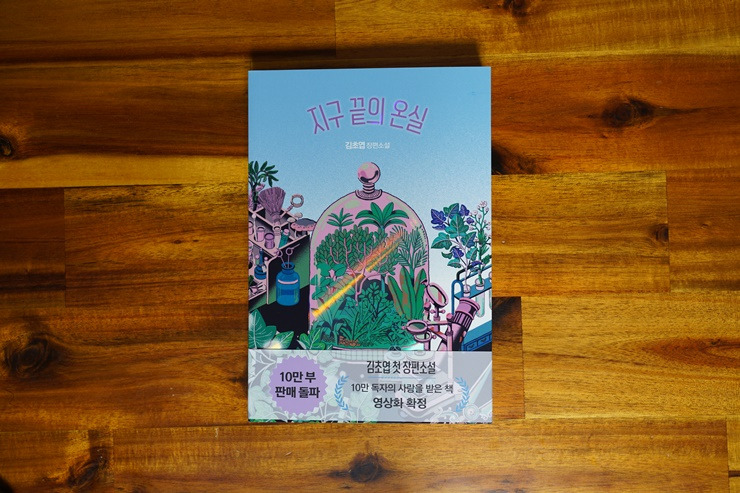 지구 끝의 온실
김초엽 장편소설
10만 부
판매 돌파
김초엽 첫 장편소설
10만 독자의 사랑을 받은 책
영상화 확정